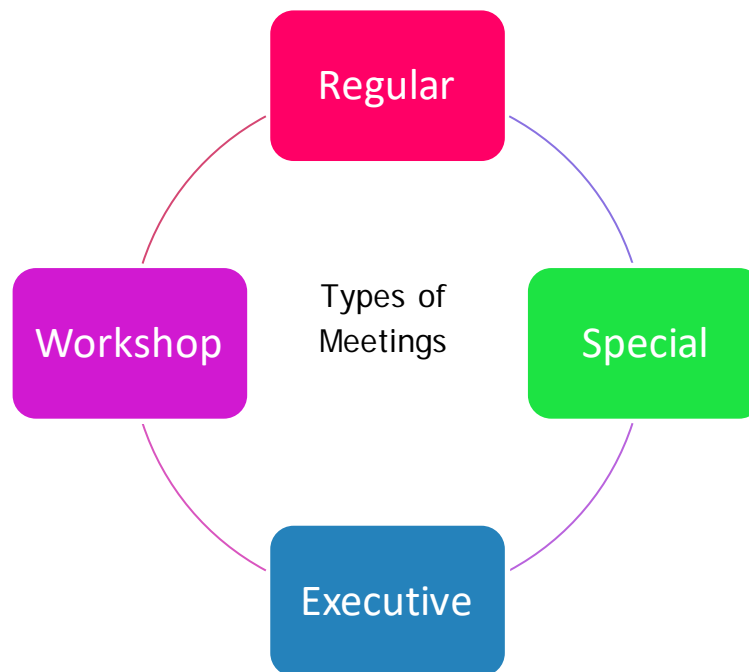 Regular
Types of
Meetings
Workshop
Special
Executive